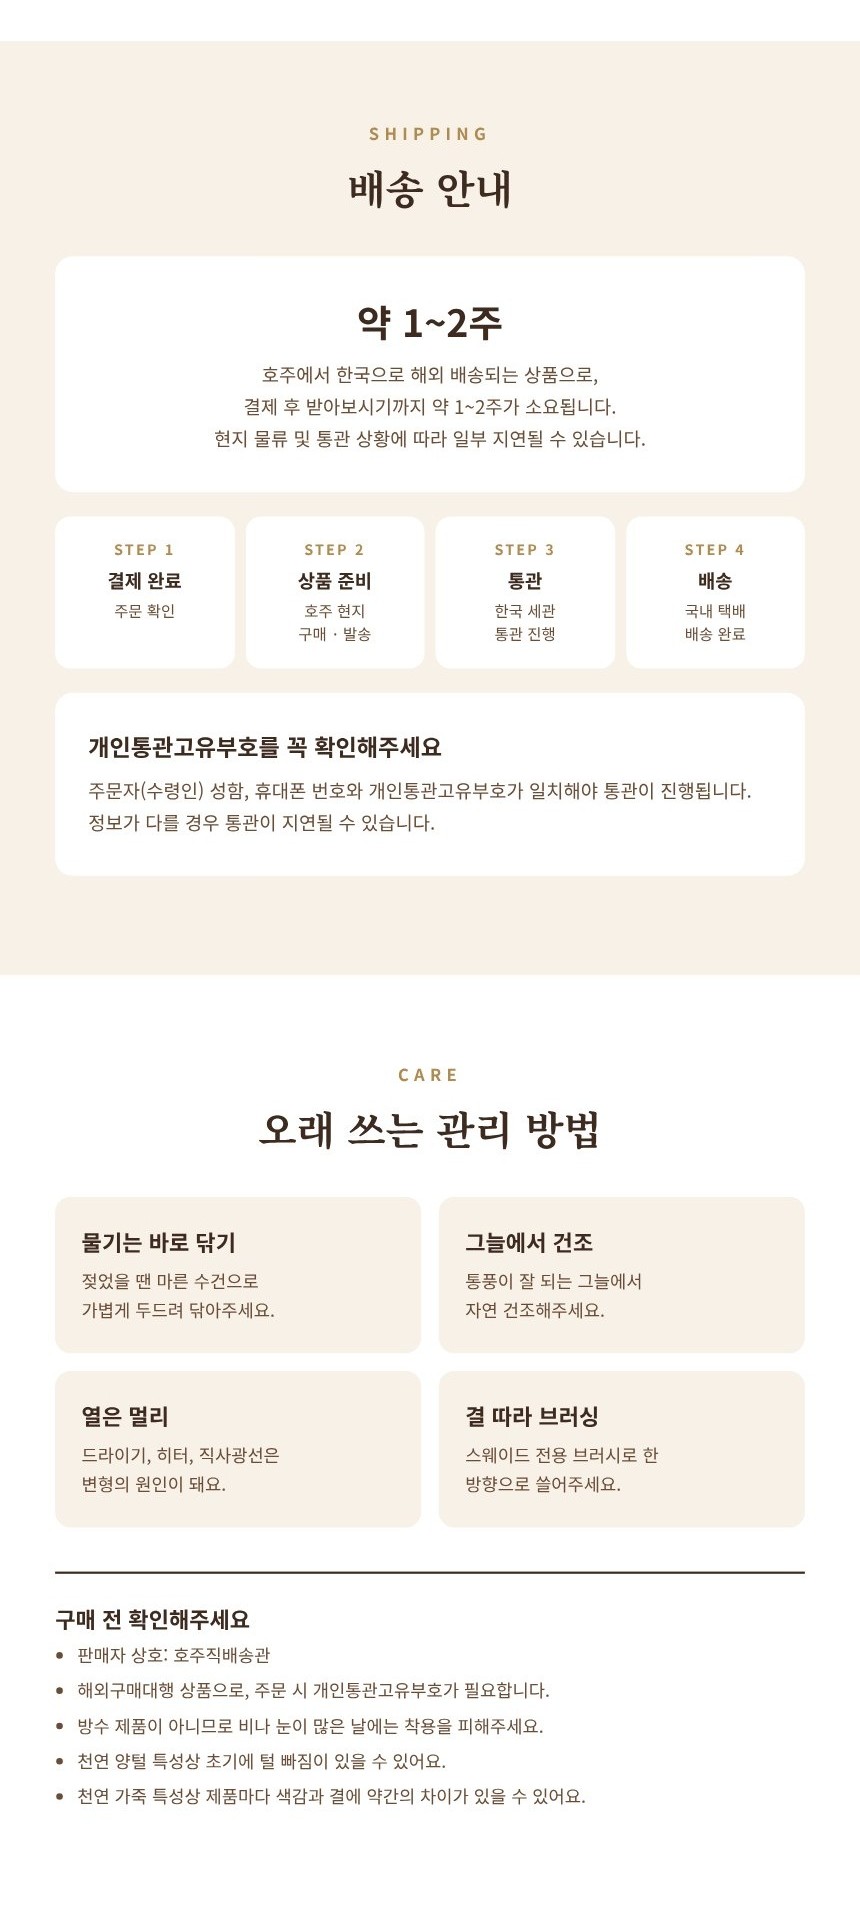 SHIPPING
배송 안내
약 1~2주
호주에서 한국으로 해외 배송되는 상품으로,
결제 후 받아보시기까지 약 1~2주가 소요됩니다.
현지 물류 및 통관 상황에 따라 일부 지연될 수 있습니다.
STEP 1
결제 완료
주문 확인
STEP 2
상품 준비
호주 현지
구매 · 발송
STEP 3
통관
한국 세관
통관 진행
STEP 4
배송
국내 택배
배송 완료
개인통관고유부호를 꼭 확인해주세요
주문자(수령인) 성함, 휴대폰 번호와 개인통관고유부호가 일치해야 통관이 진행됩니다.
정보가 다를 경우 통관이 지연될 수 있습니다.
CARE
오래 쓰는 관리 방법
물기는 바로 닦기
젖었을 땐 마른 수건으로
가볍게 두드려 닦아주세요.
그늘에서 건조
통풍이 잘 되는 그늘에서
자연 건조해주세요.
열은 멀리
드라이기, 히터, 직사광선은
변형의 원인이 돼요.
결 따라 브러싱
스웨이드 전용 브러시로 한
방향으로 쓸어주세요.
구매 전 확인해주세요
• 판매자 상호: 호주직배송관
• 해외구매대행 상품으로, 주문 시 개인통관고유부호가 필요합니다.
• 방수 제품이 아니므로 비나 눈이 많은 날에는 착용을 피해주세요.
• 천연 양털 특성상 초기에 털 빠짐이 있을 수 있어요.
• 천연 가죽 특성상 제품마다 색감과 결에 약간의 차이가 있을 수 있어요.